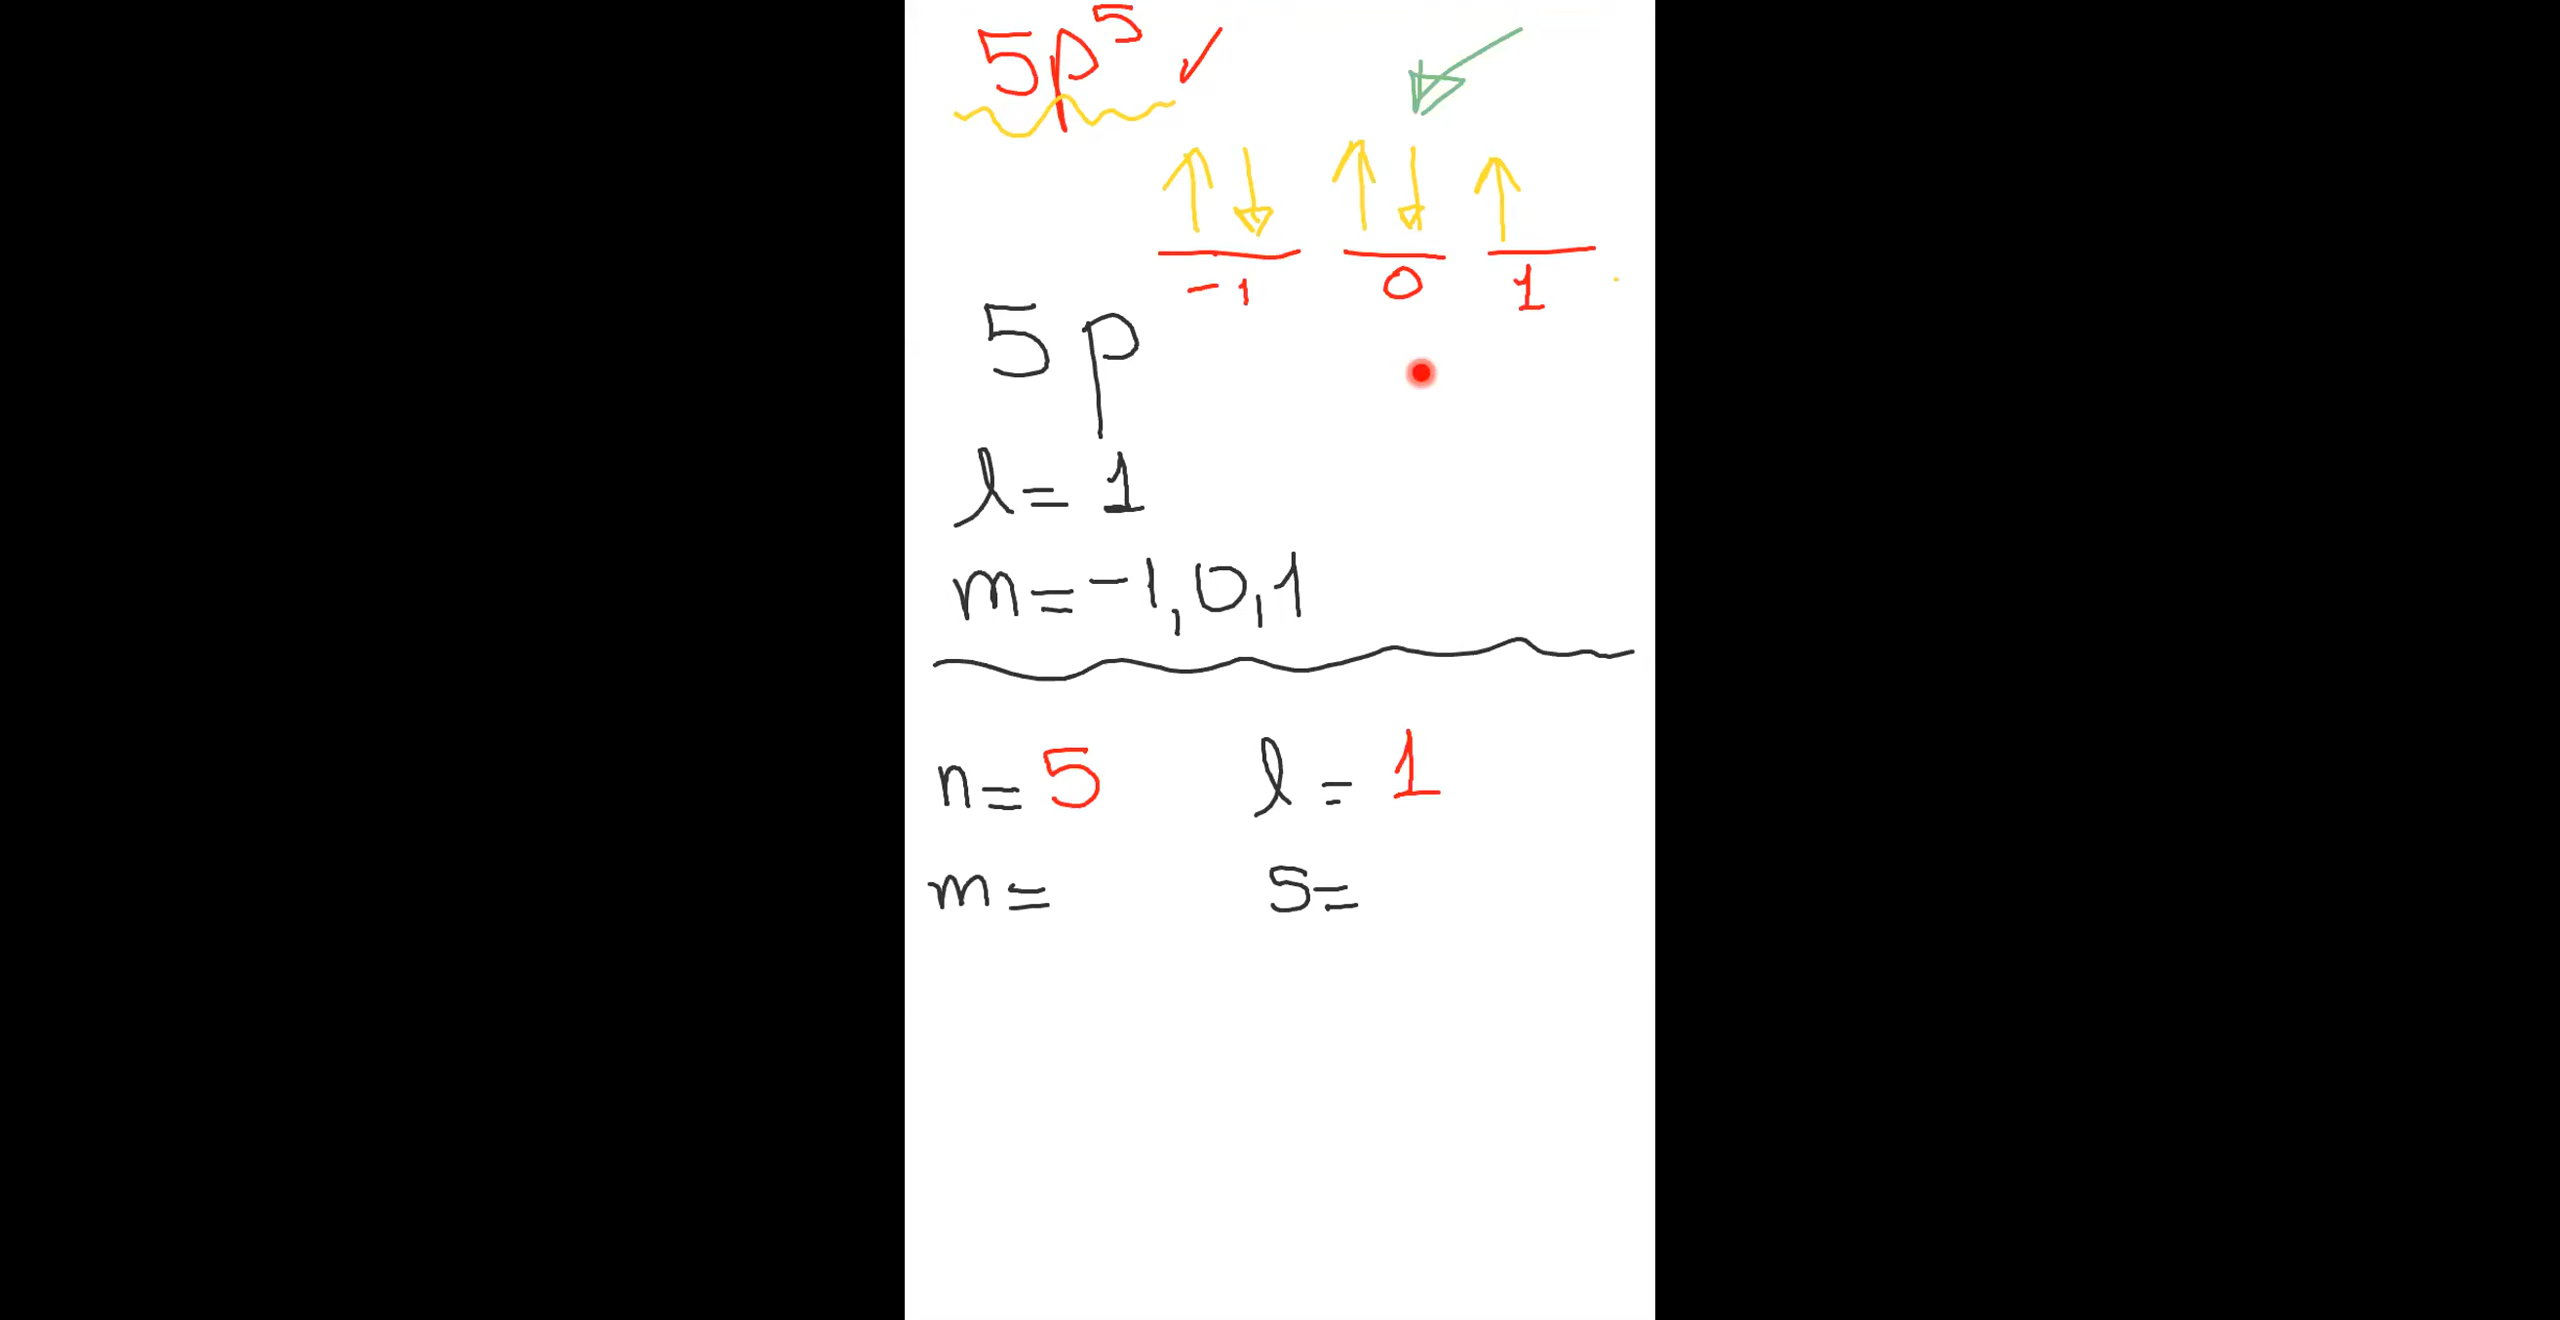 5p⁵
-1 0 1
5p
l = 1
m = -1, 0, 1
n = 5 l = 1
m = s =